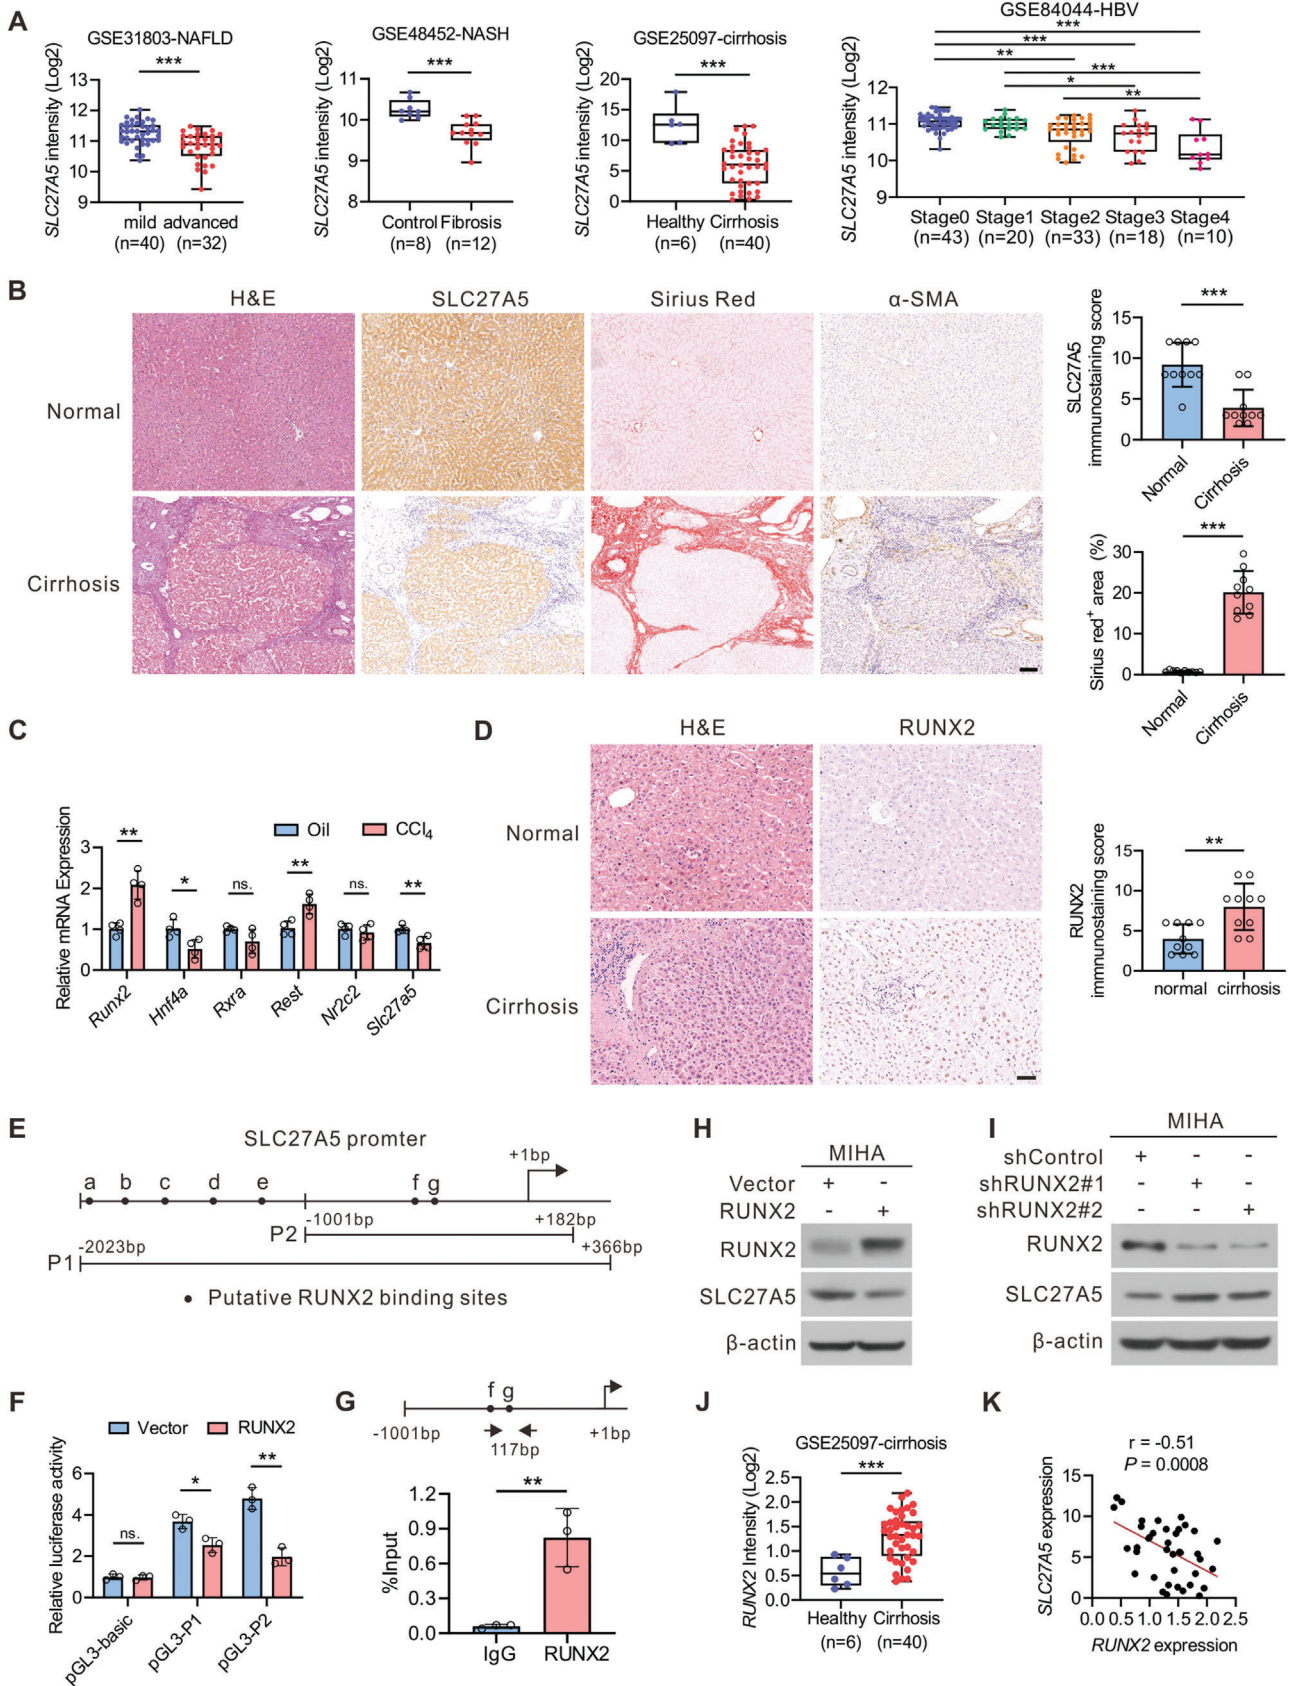 A
GSE31803-NAFLD
***
SLC27A5 intensity (Log2)
13
12
11
10
9
mild advanced
(n=40) (n=32)
GSE48452-NASH
***
SLC27A5 intensity (Log2)
11
10
9
8
Control Fibrosis
(n=8) (n=12)
GSE25097-cirrhosis
***
SLC27A5 intensity (Log2)
20
15
10
5
0
Healthy Cirrhosis
(n=6) (n=40)
GSE84044-HBV
***
***
**
***
*
**
SLC27A5 intensity (Log2)
12
11
10
9
Stage0 Stage1 Stage2 Stage3 Stage4
(n=43) (n=20) (n=33) (n=18) (n=10)
B
H&E SLC27A5 Sirius Red α-SMA
Normal
Cirrhosis
***
SLC27A5
immnunostaining score
15
10
5
0
Normal Cirrhosis
***
Sirius red+ area (%)
30
20
10
0
Normal Cirrhosis
C
Oil CCl4
Relative mRNA Expression
3
2
1
0
** * ns. ** ns. **
Runx2 Hnf4a Rxra Rest Nr2c2 Slc27a5
D
H&E RUNX2
Normal
Cirrhosis
**
RUNX2
immnunostaining score
15
10
5
0
normal cirrhosis
E
SLC27A5 promter
+1bp
a b c d e f g
-1001bp +182bp
P2
-2023bp +366bp
P1
• Putative RUNX2 binding sites
H
MIHA
Vector + -
RUNX2 - +
RUNX2
SLC27A5
β-actin
I
MIHA
shControl + - -
shRUNX2#1 - + -
shRUNX2#2 - - +
RUNX2
SLC27A5
β-actin
F
Vector RUNX2
Relative luciferase activity
6
4
2
0
ns. * **
pGL3-basic pGL3-P1 pGL3-P2
G
f g
-1001bp +1bp
117bp
**
%Input
1.2
0.9
0.6
0.3
0.0
IgG RUNX2
J
GSE25097-cirrhosis
***
RUNX2 Intensity (Log2)
2.5
2.0
1.5
1.0
0.5
0.0
Healthy Cirrhosis
(n=6) (n=40)
K
r = -0.51
P = 0.0008
SLC27A5 expression
15
10
5
0
0.0 0.5 1.0 1.5 2.0 2.5
RUNX2 expression